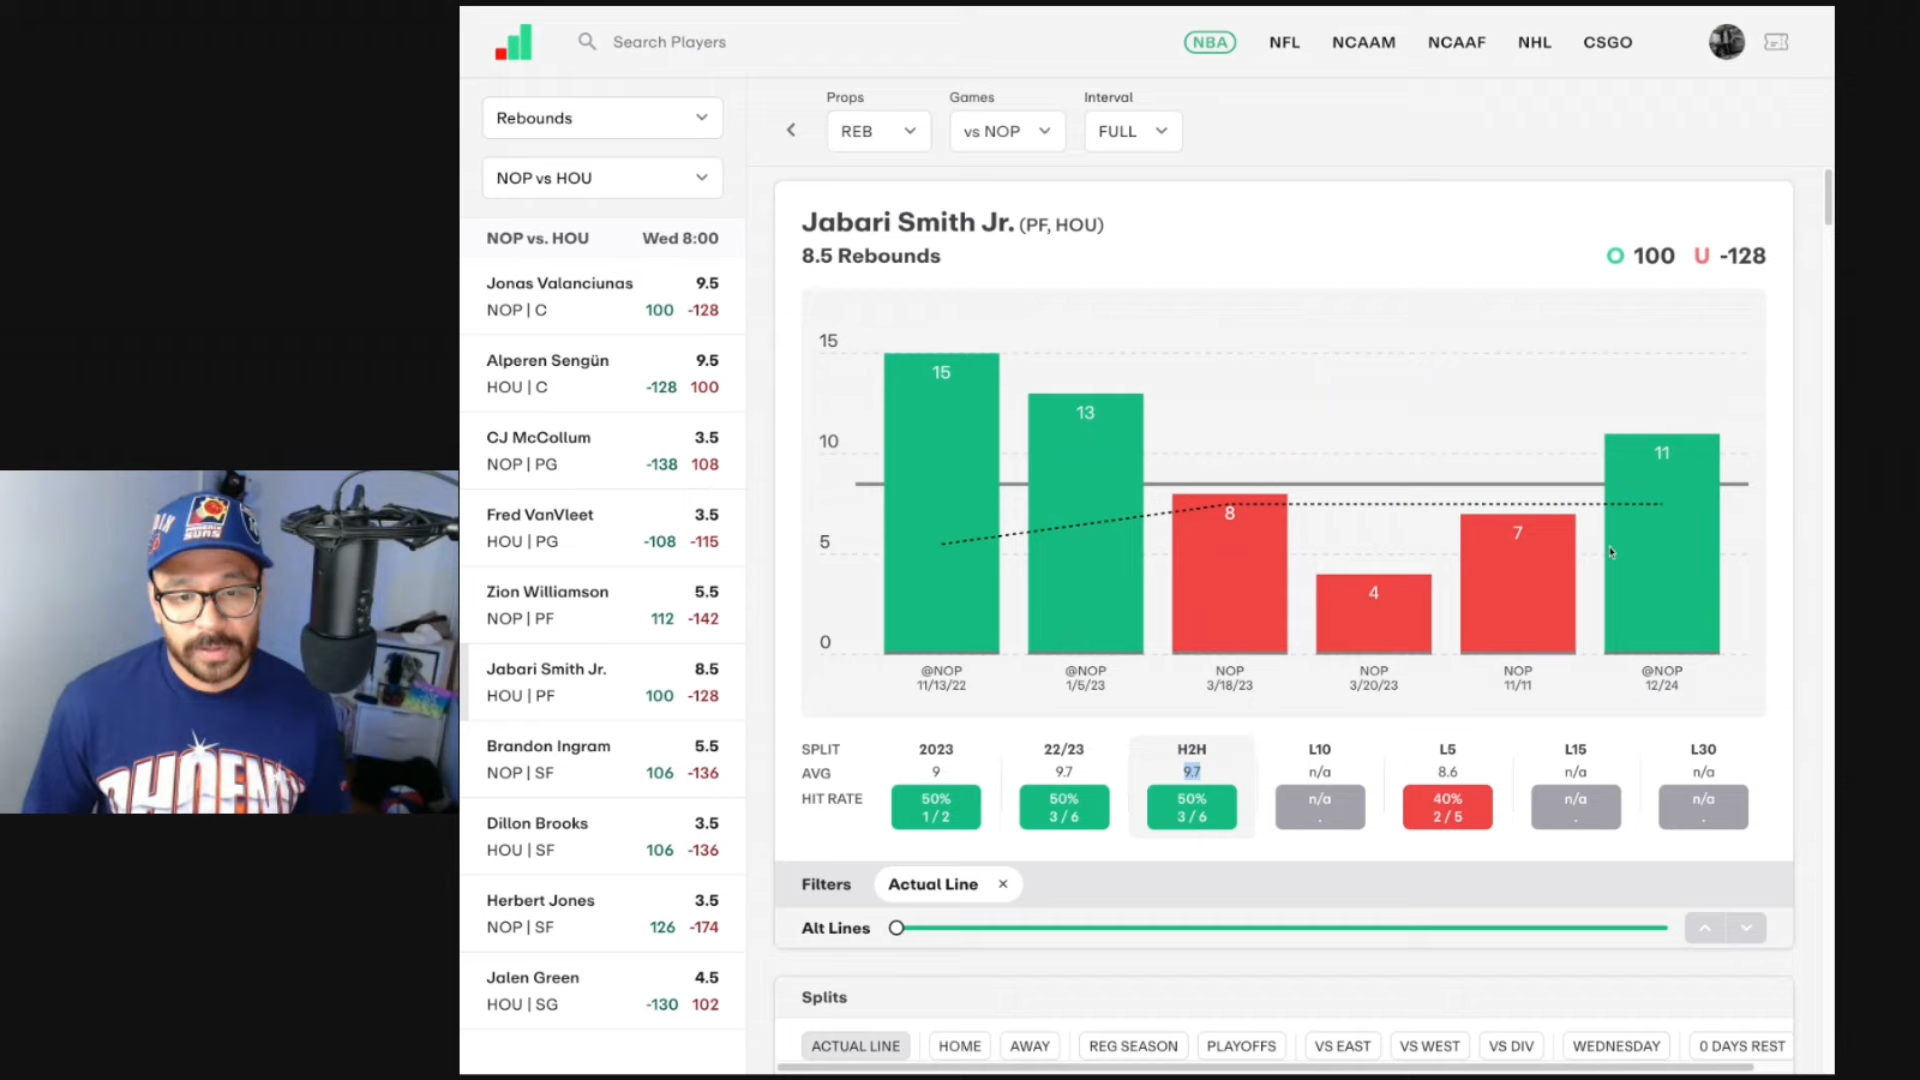 Search Players
NBA NFL NCAAM NCAAF NHL CSGO
Rebounds
NOP vs HOU
NOP vs. HOU Wed 8:00
Jonas Valanciunas 9.5
NOP | C 100 -128
Alperen Sengün 9.5
HOU | C -128 100
CJ McCollum 3.5
NOP | PG -138 108
Fred VanVleet 3.5
HOU | PG -108 -115
Zion Williamson 5.5
NOP | PF 112 -142
Jabari Smith Jr. 8.5
HOU | PF 100 -128
Brandon Ingram 5.5
NOP | SF 106 -136
Dillon Brooks 3.5
HOU | SF 106 -136
Herbert Jones 3.5
NOP | SF 126 -174
Jalen Green 4.5
HOU | SG -130 102
Props Games Interval
REB vs NOP FULL
Jabari Smith Jr. (PF, HOU)
8.5 Rebounds O 100 U -128
15
10
5
0
15 13 8 4 7 11
@NOP @NOP NOP NOP NOP @NOP
11/13/22 1/5/23 3/18/23 3/20/23 11/11 12/24
SPLIT 2023 22/23 H2H L10 L5 L15 L30
AVG 9 9.7 9.7 n/a 8.6 n/a n/a
HIT RATE 50% 50% 50% n/a 40% n/a n/a
1 / 2 3 / 6 3 / 6 . 2 / 5 . .
Filters Actual Line ×
Alt Lines
Splits
ACTUAL LINE HOME AWAY REG SEASON PLAYOFFS VS EAST VS WEST VS DIV WEDNESDAY 0 DAYS REST
SUNS
PHOENIX